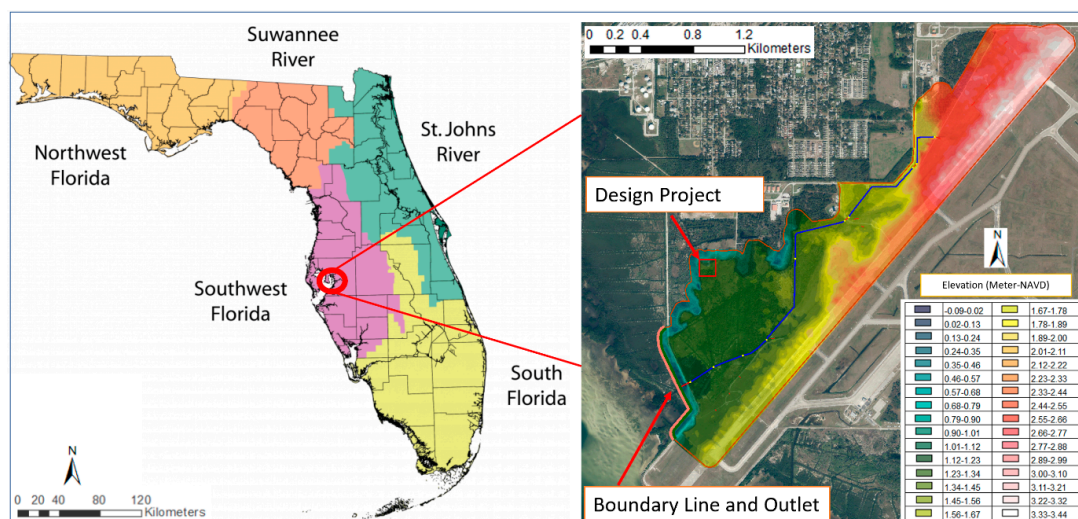 Suwannee
River
St. Johns
River
Northwest
Florida
Southwest
Florida
South
Florida
N
0 20 40 80 120
Kilometers
0 0.2 0.4 0.8 1.2
Kilometers
Design Project
Boundary Line and Outlet
N
Elevation (Meter-NAVD)
-0.09-0.02 1.67-1.78
0.02-0.13 1.78-1.89
0.13-0.24 1.89-2.00
0.24-0.35 2.01-2.11
0.35-0.46 2.12-2.22
0.46-0.57 2.23-2.33
0.57-0.68 2.33-2.44
0.68-0.79 2.44-2.55
0.79-0.90 2.55-2.66
0.90-1.01 2.66-2.77
1.01-1.12 2.77-2.88
1.12-1.23 2.89-2.99
1.23-1.34 3.00-3.10
1.34-1.45 3.11-3.21
1.45-1.56 3.22-3.32
1.56-1.67 3.33-3.44